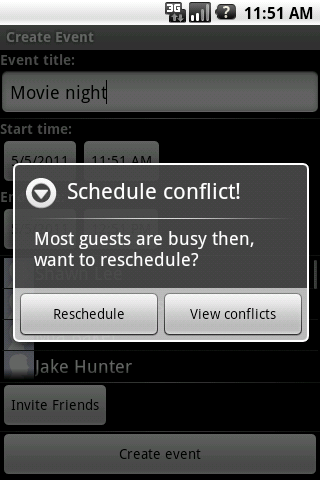 3G
?
11:51 AM
Create Event
Event title:
Movie night
Start time:
5/5/2011 11:51 AM
Schedule conflict!
Most guests are busy then,
want to reschedule?
Reschedule View conflicts
Jake Hunter
Invite Friends
Create event